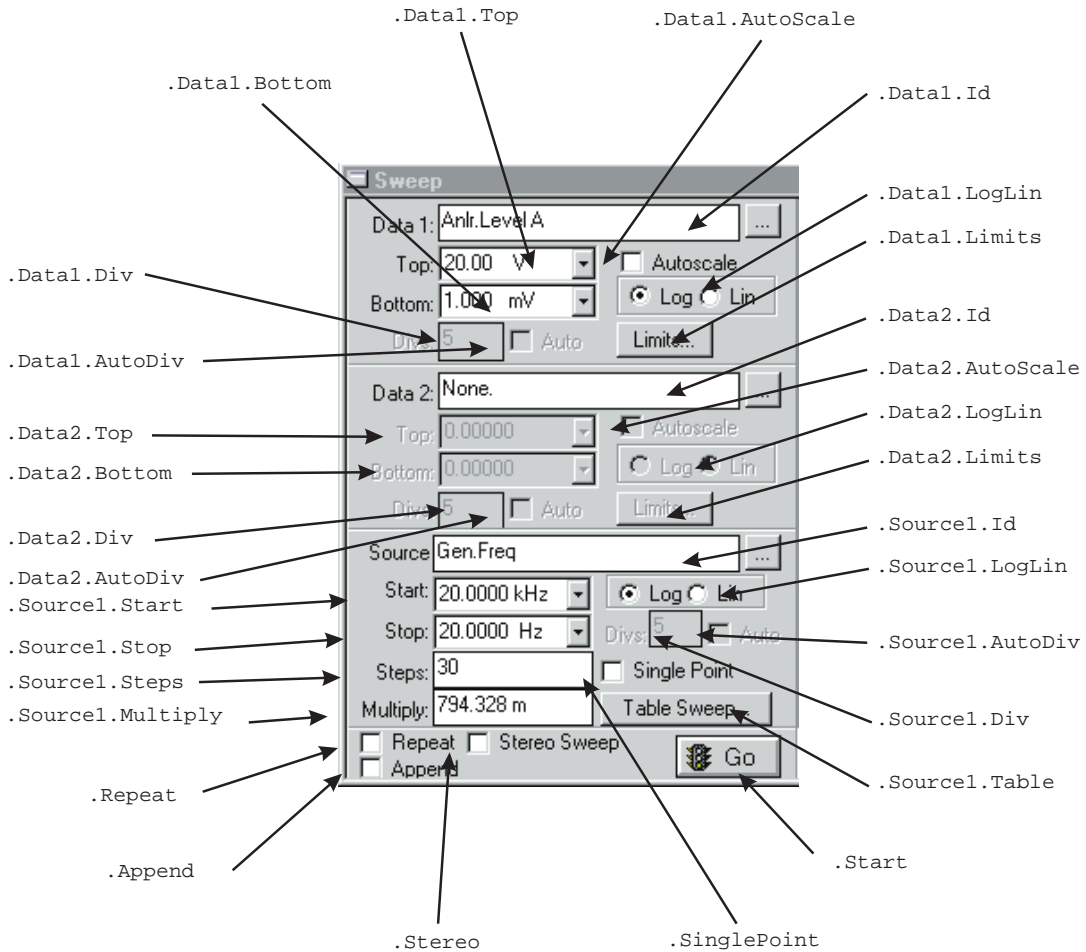 .Data1.Top
.Data1.AutoScale
.Data1.Bottom
.Data1.Id
Sweep
.Data1.LogLin
Data 1: Anlr.Level A ...
.Data1.Limits
Top: 20.00 V Autoscale
.Data1.Div
Bottom: 1.000 mV Log Lin
.Data2.Id
Divs: 5 Auto Limits...
.Data1.AutoDiv
.Data2.AutoScale
Data 2: None. ...
.Data2.LogLin
.Data2.Top
Top: 0.00000 Autoscale
.Data2.Limits
.Data2.Bottom
Bottom: 0.00000 Log Lin
Divs 5 Auto Limits...
.Source1.Id
.Data2.Div
Source Gen.Freq ...
.Source1.LogLin
.Data2.AutoDiv
Start: 20.0000 kHz Log Lin
.Source1.Start
Stop: 20.0000 Hz Divs: 5 Auto
.Source1.AutoDiv
.Source1.Stop
Steps: 30 Single Point
.Source1.Steps
Multiply: 794.328 m Table Sweep...
.Source1.Multiply
.Source1.Div
Repeat Stereo Sweep Go
Append
.Source1.Table
.Repeat
.Start
.Append
.Stereo
.SinglePoint